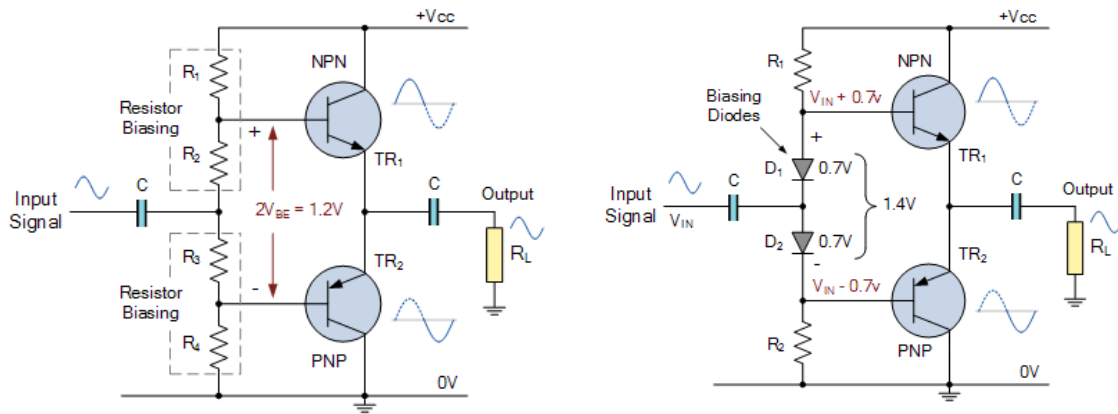 +Vcc
R1
NPN
Resistor
Biasing
+
R2
TR1
Input
Signal
C
2VBE = 1.2V
C
Output
RL
R3
TR2
Resistor
Biasing
-
R4
PNP
0V
+Vcc
R1
NPN
VIN + 0.7v
Biasing
Diodes
+
TR1
D1
0.7V
Input
Signal
VIN
C
1.4V
C
Output
RL
D2
0.7V
TR2
-
VIN - 0.7v
R2
PNP
0V